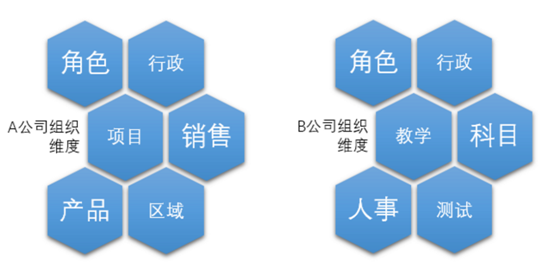 角色
行政
A公司组织
维度
项目
销售
产品
区域
角色
行政
B公司组织
维度
教学
科目
人事
测试